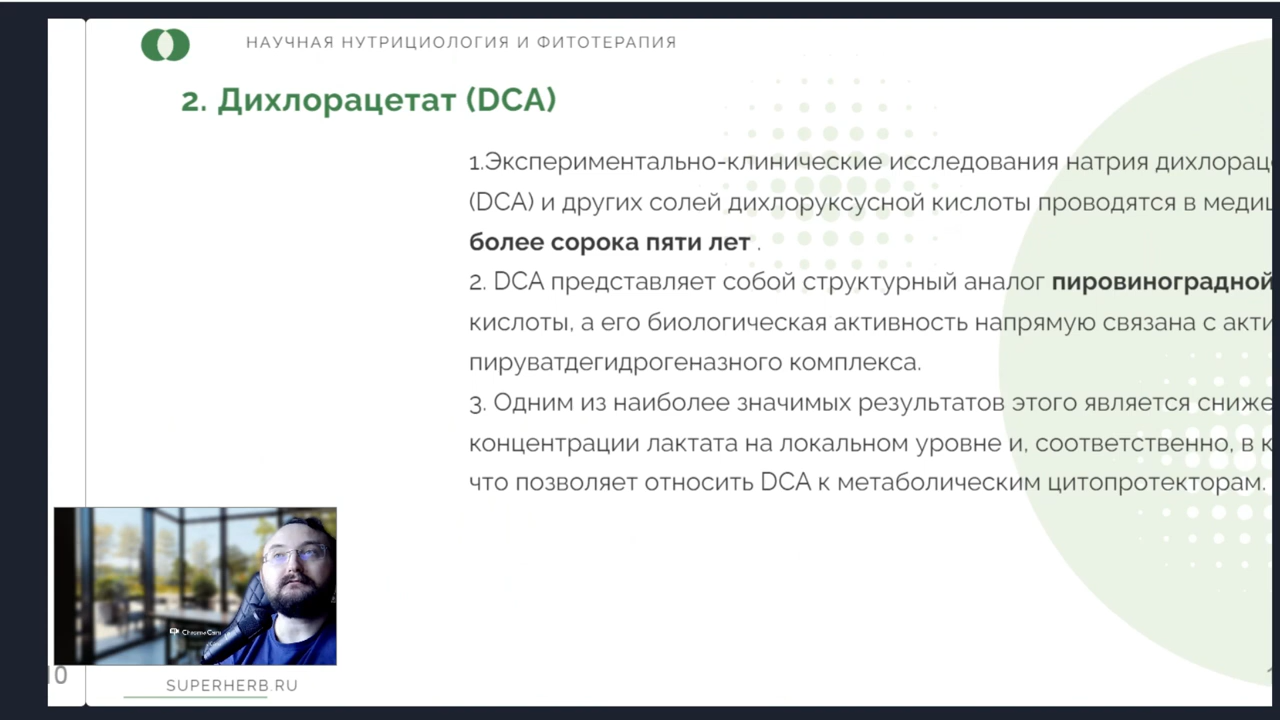 НАУЧНАЯ НУТРИЦИОЛОГИЯ И ФИТОТЕРАПИЯ
2. Дихлорацетат (DCA)
1.Экспериментально-клинические исследования натрия дихлорац
(DCA) и других солей дихлоруксусной кислоты проводятся в меди
более сорока пяти лет .
2. DCA представляет собой структурный аналог пировиноградной
кислоты, а его биологическая активность напрямую связана с акти
пируватдегидрогеназного комплекса.
3. Одним из наиболее значимых результатов этого является сниже
концентрации лактата на локальном уровне и, соответственно, в к
что позволяет относить DCA к метаболическим цитопротекторам.
10
SUPERHERB.RU